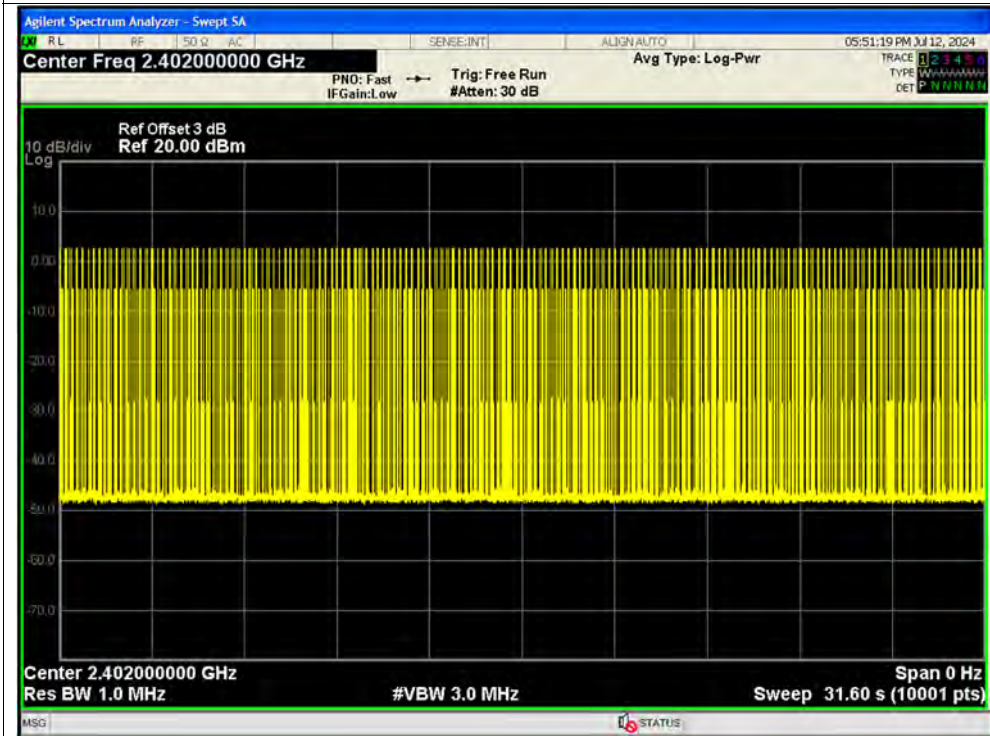 Agilent Spectrum Analyzer - Swept SA
RL RF 50 Ω AC SENSE:INT ALIGN AUTO 05:51:19 PM Jul 12, 2024
Center Freq 2.402000000 GHz
Avg Type: Log-Pwr
TRACE 1 2 3 4 5 6
PNO: Fast Trig: Free Run
TYPE
IFGain:Low #Atten: 30 dB
DET P N N N N N
Ref Offset 3 dB
10 dB/div Ref 20.00 dBm
Log
10.0
0.00
-10.0
-20.0
-30.0
-40.0
-50.0
-60.0
-70.0
Center 2.402000000 GHz Span 0 Hz
Res BW 1.0 MHz #VBW 3.0 MHz Sweep 31.60 s (10001 pts)
MSG STATUS